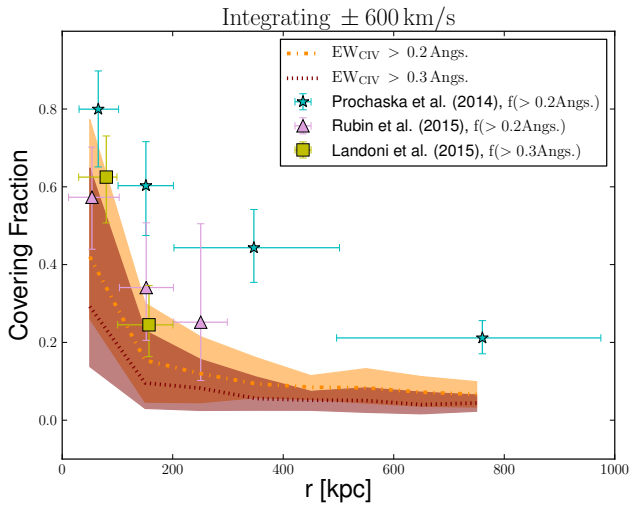 Integrating ± 600 km/s
EW_CIV > 0.2 Angs.
EW_CIV > 0.3 Angs.
Prochaska et al. (2014), f(> 0.2Angs.)
Rubin et al. (2015), f(> 0.2Angs.)
Landoni et al. (2015), f(> 0.3Angs.)
Covering Fraction
0.8
0.6
0.4
0.2
0.0
0 200 400 600 800 1000
r [kpc]